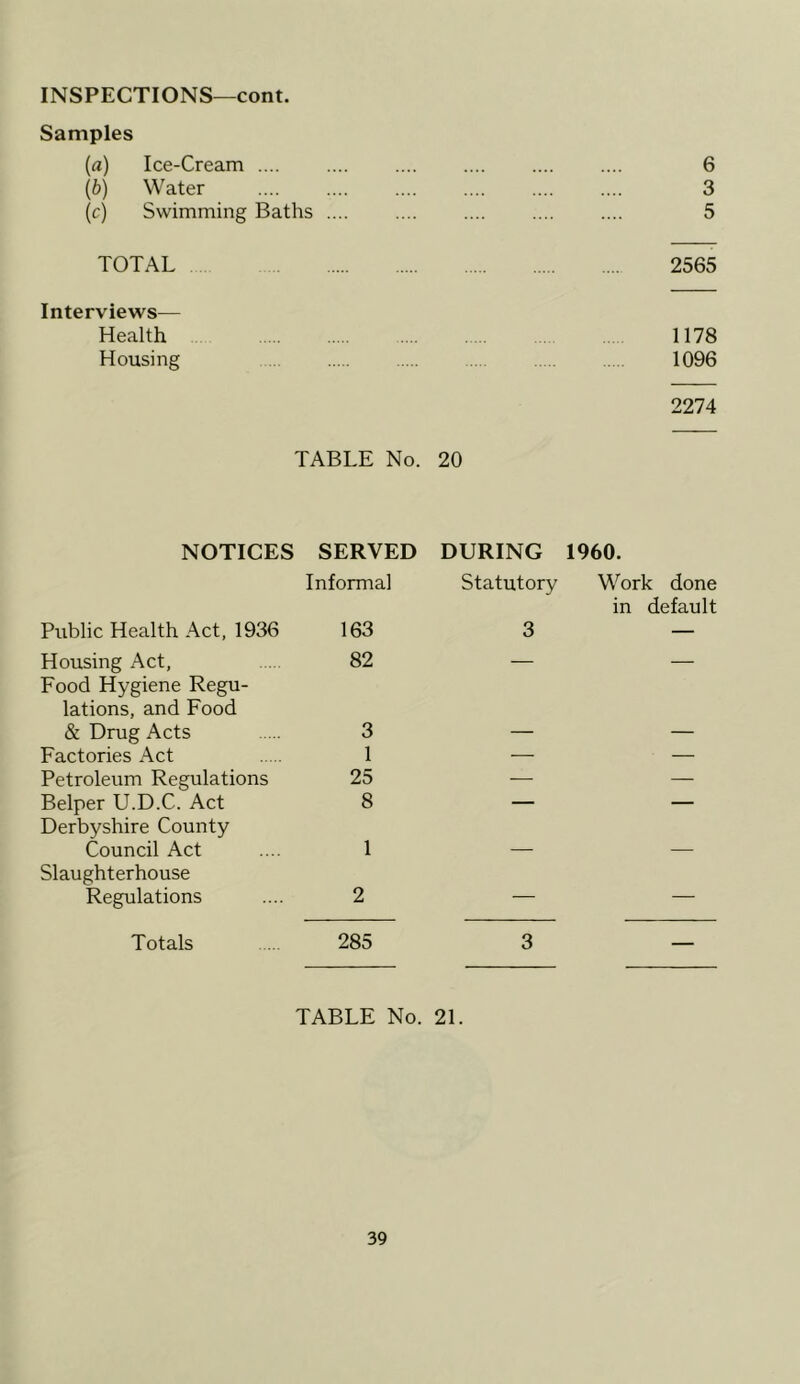 INSPECTIONS—cont.
Samples
(a) Ice-Cream .... .... .... .... .... .... 6
(b) Water .... .... .... .... .... .... 3
(c) Swimming Baths .... .... .... .... .... 5
TOTAL ..... ..... ..... ..... ..... ..... ..... 2565
Interviews—
Health ..... ..... ..... ..... ..... ..... ..... 1178
Housing ..... ..... ..... ..... ..... ..... 1096
2274
TABLE No. 20
NOTICES SERVED DURING 1960.
Informal Statutory Work done
in default
Public Health Act, 1936 163 3 —
Housing Act, ..... 82 — —
Food Hygiene Regu-
lations, and Food
& Drug Acts ..... 3 — —
Factories Act ..... 1 — —
Petroleum Regulations 25 — —
Belper U.D.C. Act 8 — —
Derbyshire County
Council Act .... 1 — —
Slaughterhouse
Regulations .... 2 — —
Totals ..... 285 3 —
TABLE No. 21.
39